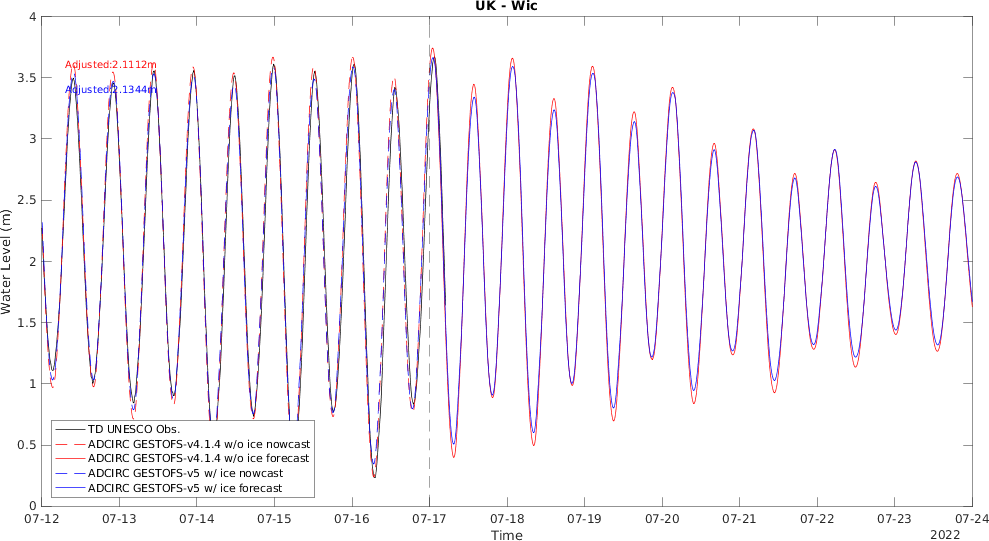 UK - Wic
4
3.5
3
2.5
2
1.5
1
0.5
0
Water Level (m)
Adjusted:2.1112m
Adjusted:2.1344m
TD UNESCO Obs.
ADCIRC GESTOFS-v4.1.4 w/o ice nowcast
ADCIRC GESTOFS-v4.1.4 w/o ice forecast
ADCIRC GESTOFS-v5 w/ ice nowcast
ADCIRC GESTOFS-v5 w/ ice forecast
07-12 07-13 07-14 07-15 07-16 07-17 07-18 07-19 07-20 07-21 07-22 07-23 07-24
Time
2022